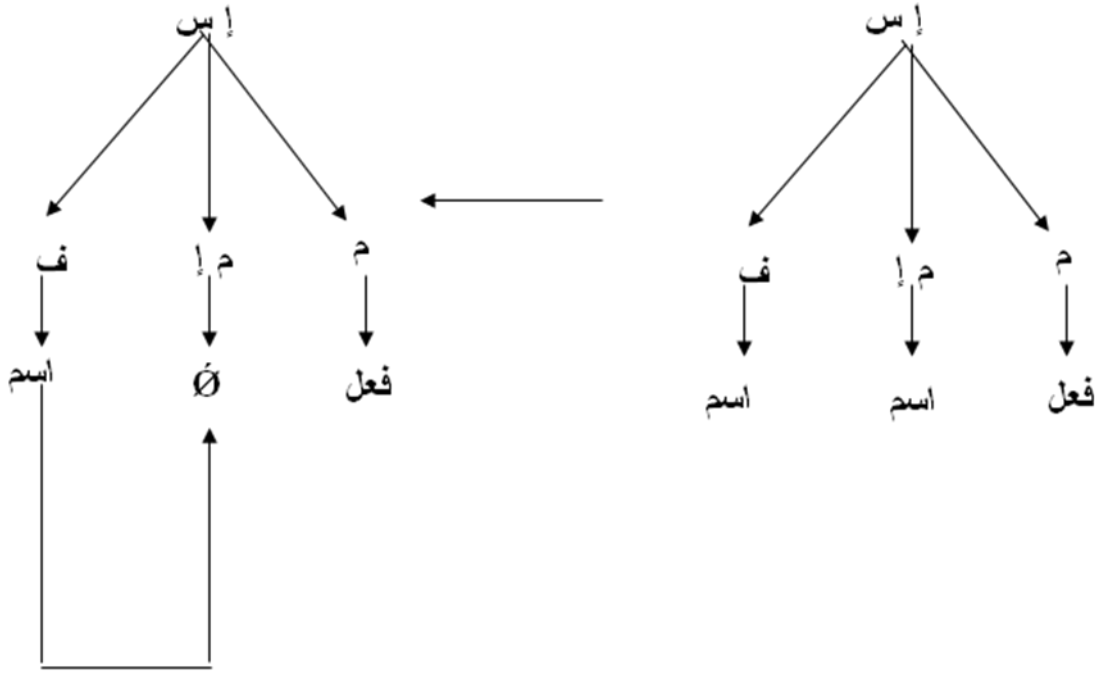 إ س إ س
م م إ ف م م إ ف
فعل اسم اسم فعل Ǿ اسم